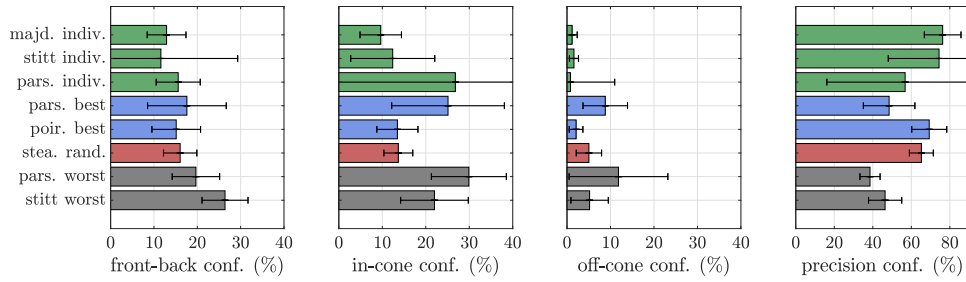 majd. indiv.
stitt indiv.
pars. indiv.
pars. best
poir. best
stea. rand.
pars. worst
stitt worst
0 10 20 30 40
front-back conf. (%)
0 10 20 30 40
in-cone conf. (%)
0 10 20 30 40
off-cone conf. (%)
0 20 40 60 80
precision conf. (%)